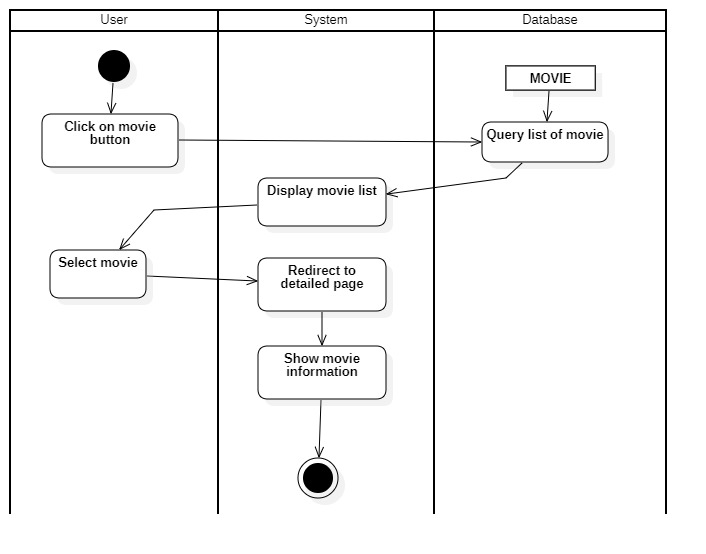 User
System
Database
MOVIE
Click on movie
button
Query list of movie
Display movie list
Select movie
Redirect to
detailed page
Show movie
information